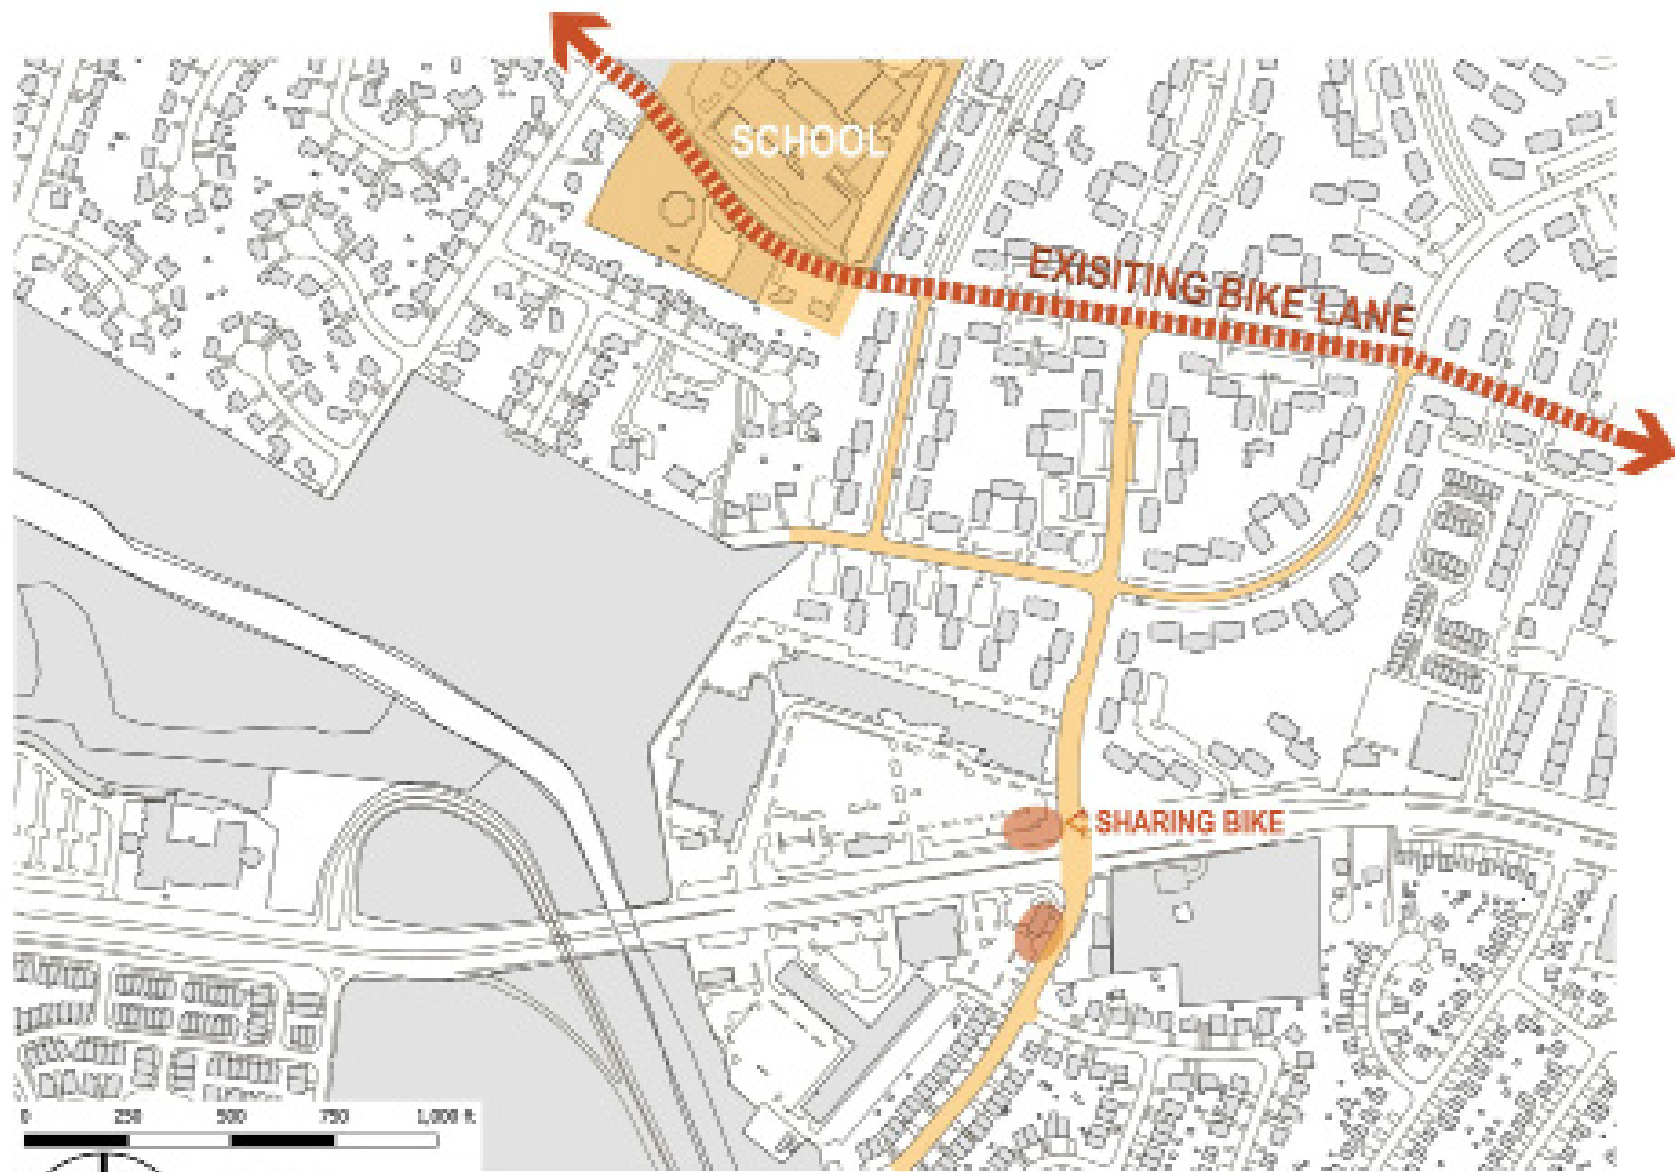 SCHOOL
EXISITING BIKE LANE
SHARING BIKE
0 250 500 750 1,000 ft